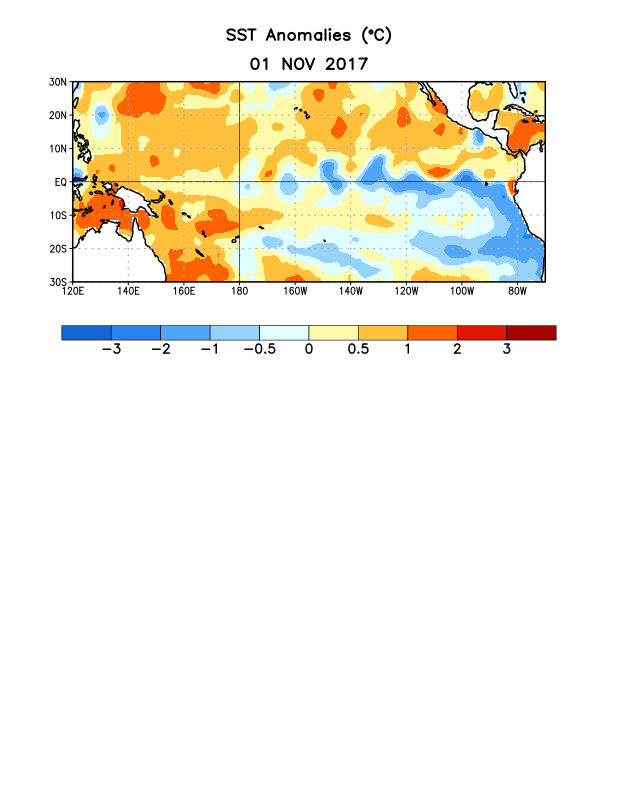 SST Anomalies (°C)
01 NOV 2017
30N
20N
10N
EQ
10S
20S
30S
120E 140E 160E 180 160W 140W 120W 100W 80W
−3 −2 −1 −0.5 0 0.5 1 2 3